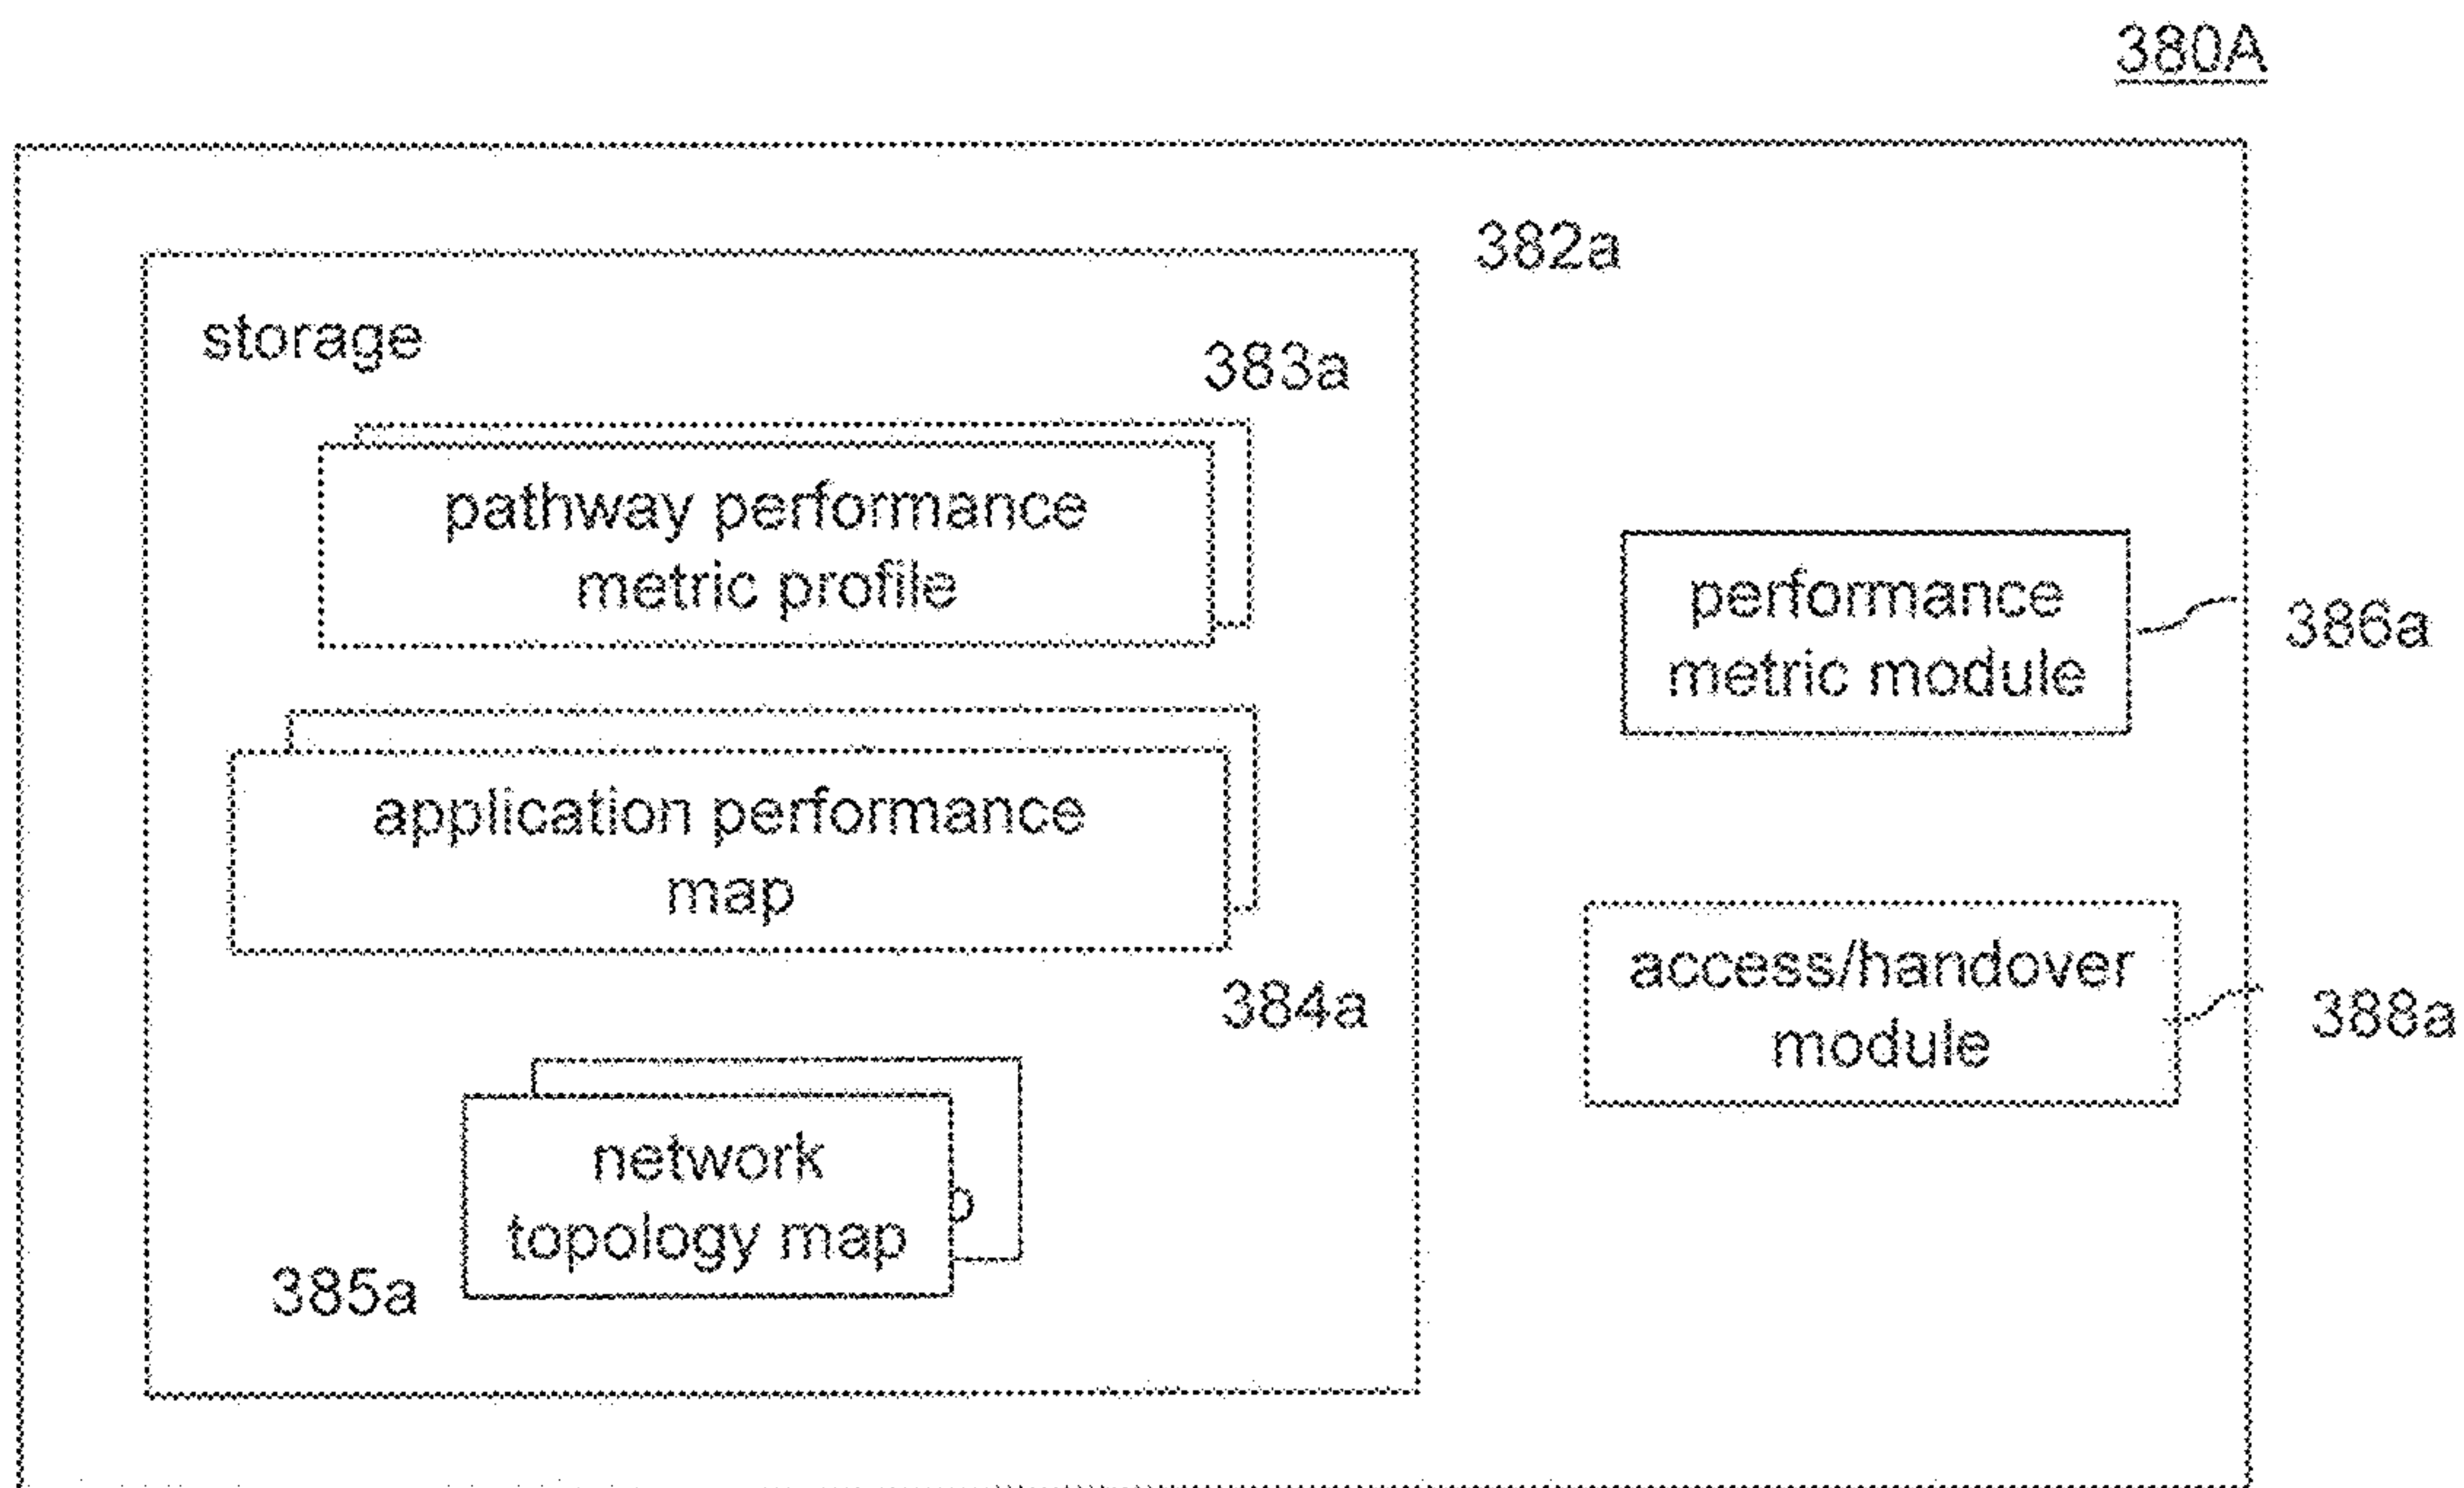 380A
382a
storage
383a
pathway performance
metric profile
performance
metric module
386a
application performance
map
384a
access/handover
module
388a
network
topology map
385a